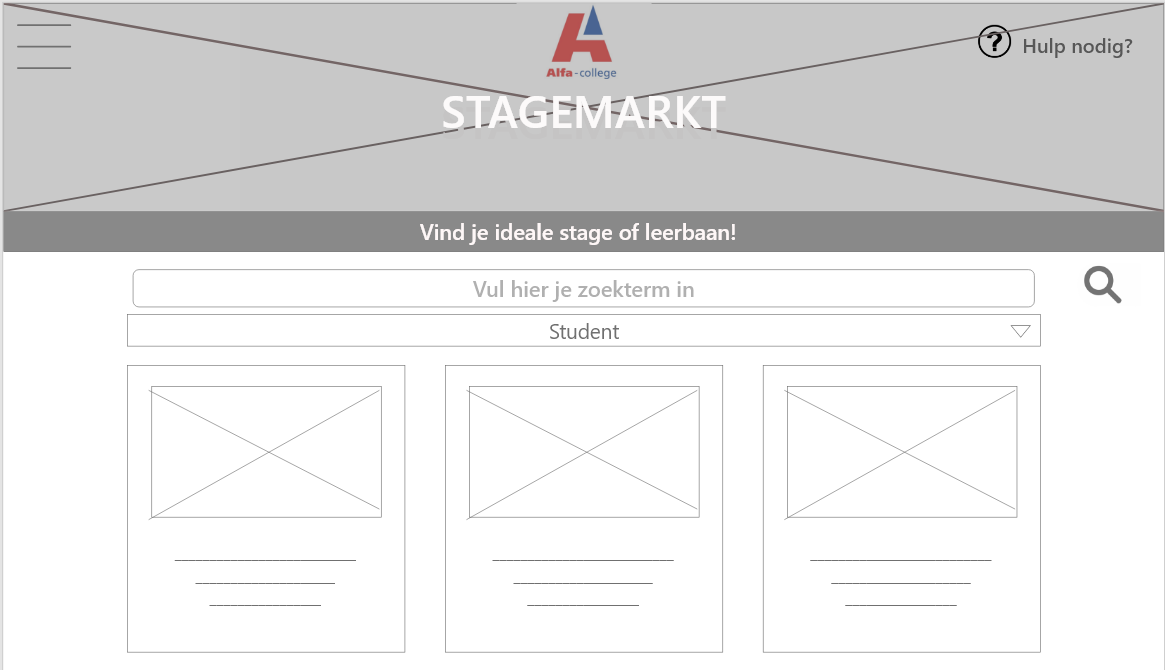 Alfa-college
Hulp nodig?
STAGEMARKT
Vind je ideale stage of leerbaan!
Vul hier je zoekterm in
Student